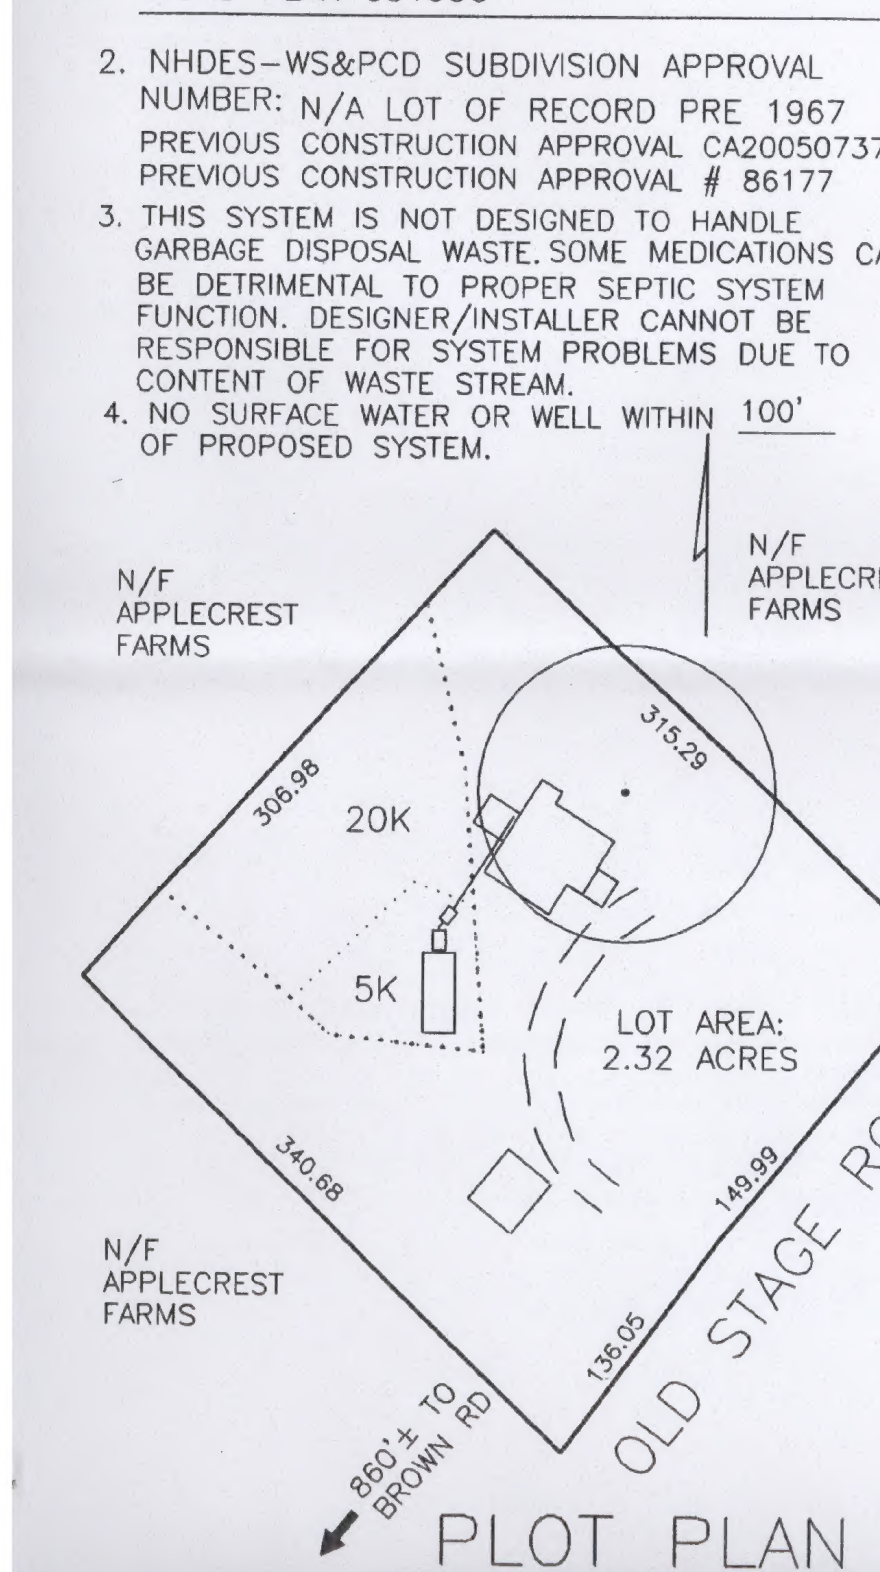 2. NHDES-WS&PCD SUBDIVISION APPROVAL
NUMBER: N/A LOT OF RECORD PRE 1967
PREVIOUS CONSTRUCTION APPROVAL CA20050737
PREVIOUS CONSTRUCTION APPROVAL # 86177
3. THIS SYSTEM IS NOT DESIGNED TO HANDLE
GARBAGE DISPOSAL WASTE. SOME MEDICATIONS
BE DETRIMENTAL TO PROPER SEPTIC SYSTEM
FUNCTION. DESIGNER/INSTALLER CANNOT BE
RESPONSIBLE FOR SYSTEM PROBLEMS DUE TO
CONTENT OF WASTE STREAM.
4. NO SURFACE WATER OR WELL WITHIN 100'
OF PROPOSED SYSTEM.
N/F
APPLECREST
FARMS
N/F
FARMS
315.29
306.98
20K
5K
LOT AREA:
2.32 ACRES
340.68
149.99
136.05
N/F
APPLECREST
FARMS
OLD STAGE
860'± TO
BROWN RD
PLOT PLAN